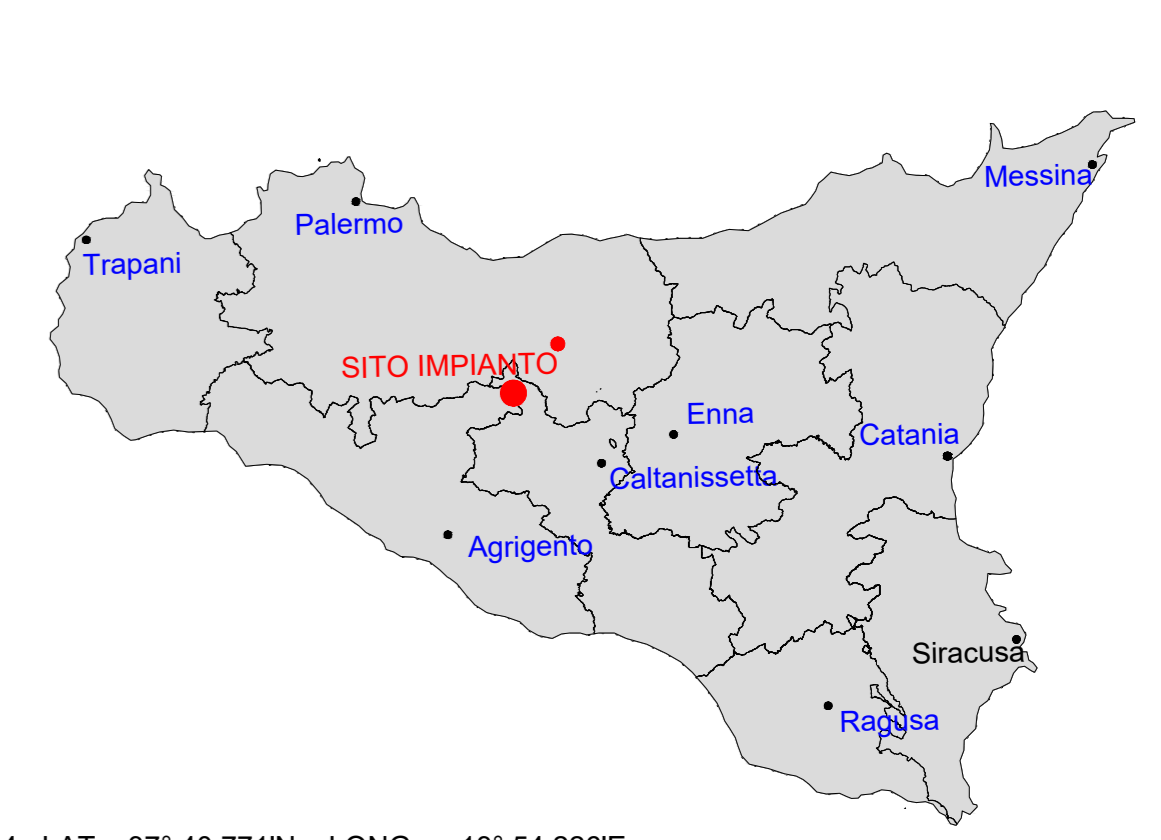 Messina
Palermo
Trapani
SITO IMPIANTO
Enna
Catania
Caltanissetta
Agrigento
Siracusa
Ragusa